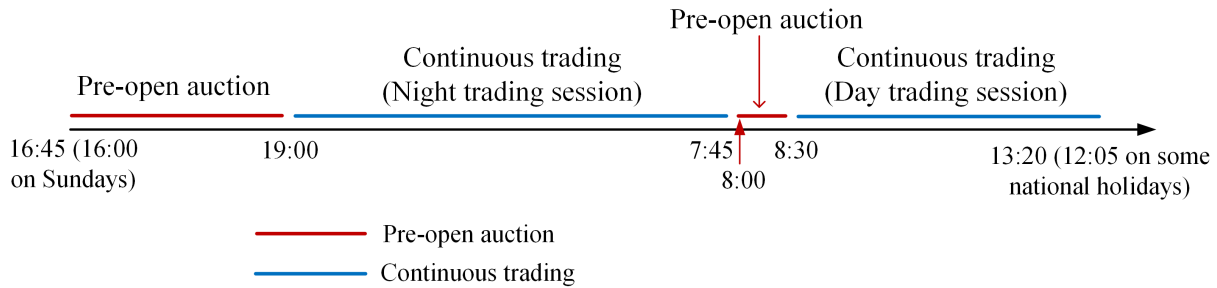 Pre-open auction
Continuous trading
(Night trading session)
Pre-open auction
Continuous trading
(Day trading session)
16:45 (16:00
on Sundays)
19:00
7:45
8:00
8:30
13:20 (12:05 on some
national holidays)
Pre-open auction
Continuous trading